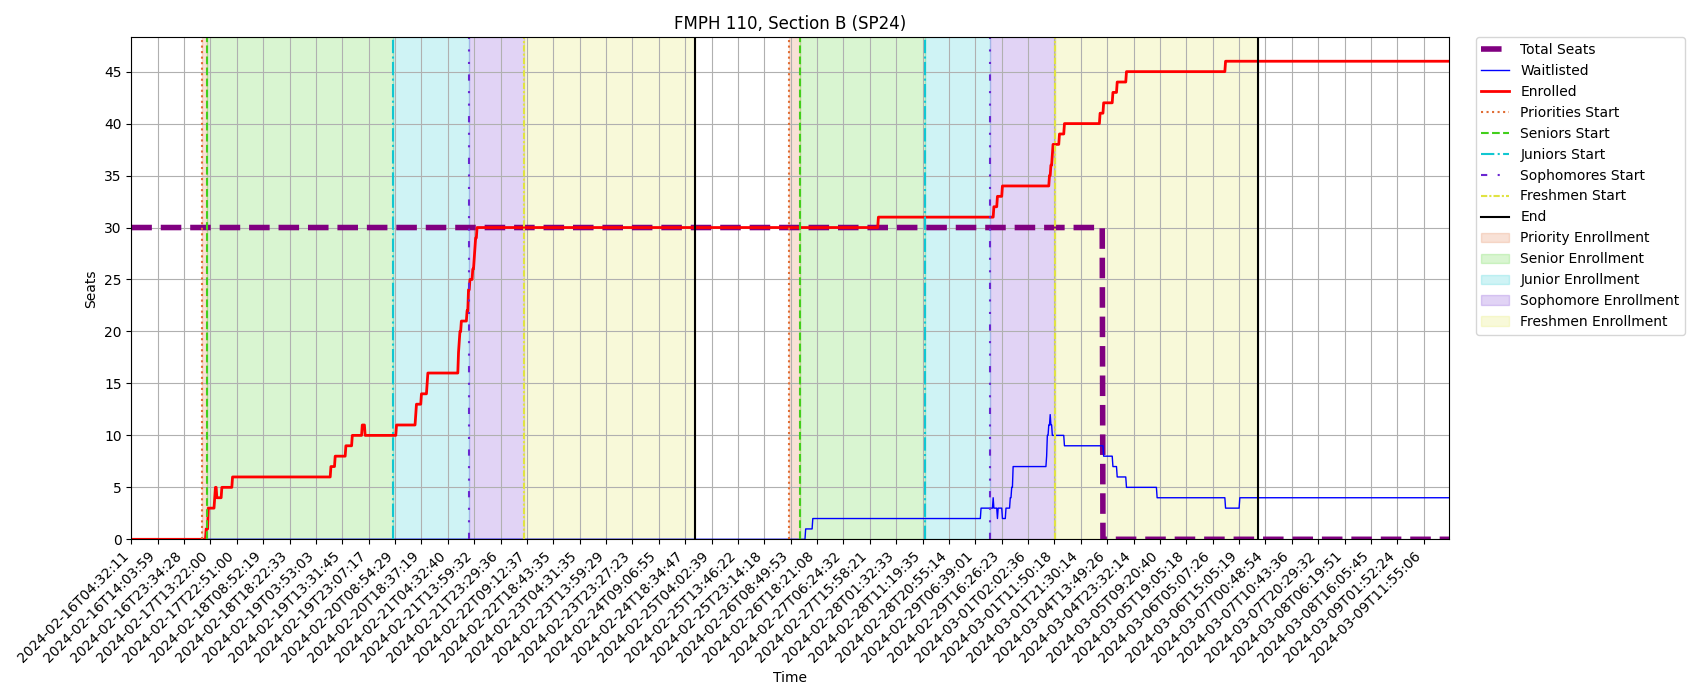 FMPH 110, Section B (SP24)
Seats
45
40
35
30
25
20
15
10
5
0
2024-02-16T04:32:11
2024-02-16T14:03:59
2024-02-16T23:34:28
2024-02-17T13:22:00
2024-02-17T22:51:00
2024-02-18T08:52:19
2024-02-18T18:22:33
2024-02-19T03:53:03
2024-02-19T13:31:45
2024-02-19T23:07:17
2024-02-20T08:54:29
2024-02-20T18:37:19
2024-02-21T04:32:40
2024-02-21T13:59:32
2024-02-21T23:29:36
2024-02-22T09:12:37
2024-02-22T18:43:35
2024-02-23T04:31:35
2024-02-23T13:59:29
2024-02-23T23:27:23
2024-02-24T09:06:55
2024-02-24T18:34:47
2024-02-25T04:02:39
2024-02-25T13:46:22
2024-02-25T23:14:18
2024-02-26T08:49:53
2024-02-26T18:21:08
2024-02-27T06:24:32
2024-02-27T15:58:21
2024-02-28T01:32:33
2024-02-28T11:19:35
2024-02-28T20:55:14
2024-02-29T06:39:01
2024-02-29T16:26:23
2024-03-01T02:02:36
2024-03-01T11:50:18
2024-03-01T21:30:14
2024-03-04T13:49:26
2024-03-04T23:32:14
2024-03-05T09:20:40
2024-03-05T19:05:18
2024-03-06T05:07:26
2024-03-06T15:05:19
2024-03-07T00:48:54
2024-03-07T10:43:36
2024-03-07T20:29:32
2024-03-08T06:19:51
2024-03-08T16:05:45
2024-03-09T01:52:24
2024-03-09T11:55:06
Time
Total Seats
Waitlisted
Enrolled
Priorities Start
Seniors Start
Juniors Start
Sophomores Start
Freshmen Start
End
Priority Enrollment
Senior Enrollment
Junior Enrollment
Sophomore Enrollment
Freshmen Enrollment